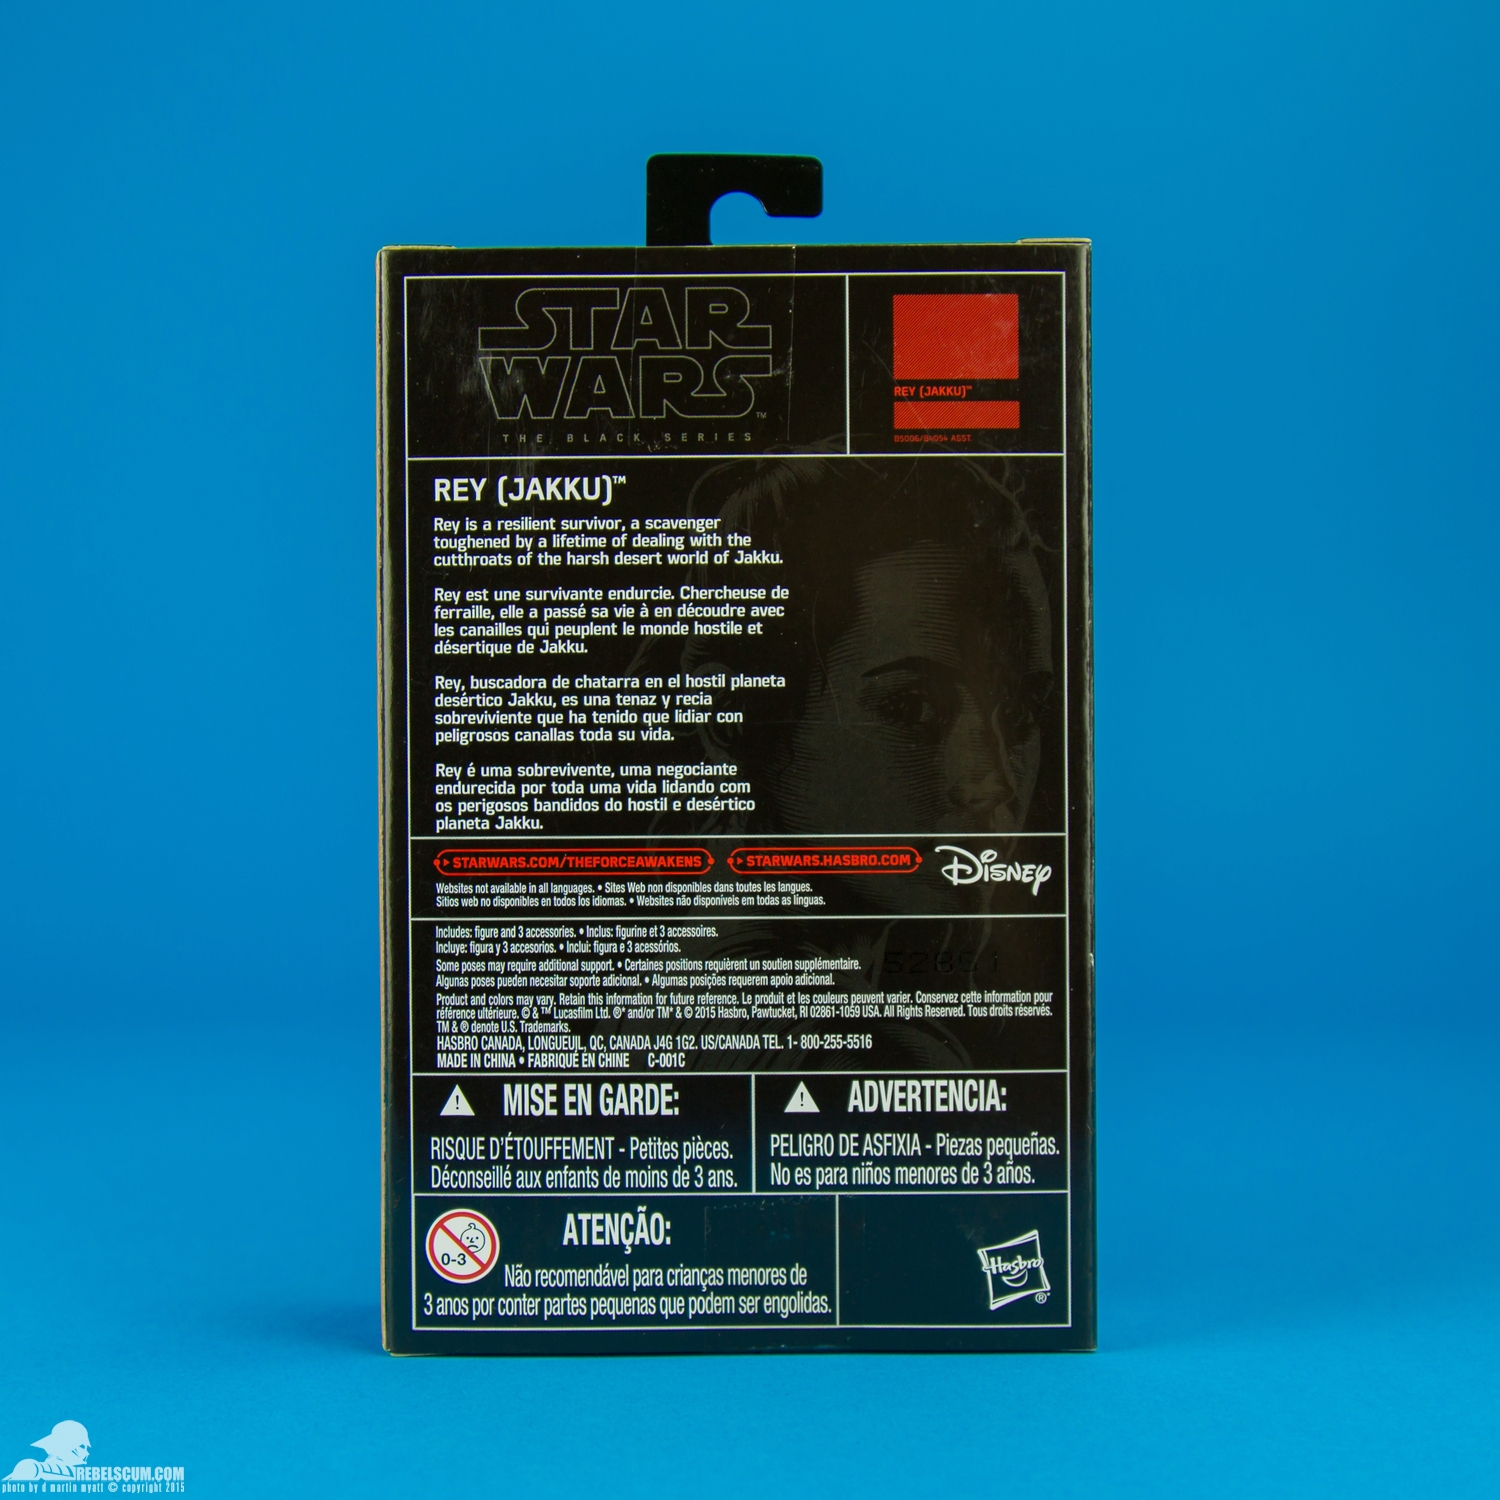 STAR
WARS™
THE BLACK SERIES
REY (JAKKU)™
B5006/B4054 ASST.
REY (JAKKU)™
Rey is a resilient survivor, a scavenger
toughened by a lifetime of dealing with the
cutthroats of the harsh desert world of Jakku.
Rey est une survivante endurcie. Chercheuse de
ferraille, elle a passé sa vie à en découdre avec
les canailles qui peuplent le monde hostile et
désertique de Jakku.
Rey, buscadora de chatarra en el hostil planeta
desértico Jakku, es una tenaz y recia
sobreviviente que ha tenido que lidiar con
peligrosos canallas toda su vida.
Rey é uma sobrevivente, uma negociante
endurecida por toda uma vida lidando com
os perigosos bandidos do hostil e desértico
planeta Jakku.
STARWARS.COM/THEFORCEAWAKENS STARWARS.HASBRO.COM Disney
Websites not available in all languages. • Sites Web non disponibles dans toutes les langues.
Sitios web no disponibles en todos los idiomas. • Websites não disponíveis em todas as línguas.
Includes: figure and 3 accessories. • Inclus: figurine et 3 accessoires.
Incluye: figura y 3 accesorios. • Inclui: figura e 3 acessórios.
Some poses may require additional support. • Certaines positions requièrent un soutien supplémentaire.
Algunas poses pueden necesitar soporte adicional. • Algumas posições requerem apoio adicional.
Product and colors may vary. Retain this information for future reference. Le produit et les couleurs peuvent varier. Conservez cette information pour
référence ultérieure. © & ™ Lucasfilm Ltd. ®* and/or TM* & © 2015 Hasbro, Pawtucket, RI 02861-1059 USA. All Rights Reserved. Tous droits réservés.
TM & ® denote U.S. Trademarks.
HASBRO CANADA, LONGUEUIL, QC, CANADA J4G 1G2. US/CANADA TEL. 1- 800-255-5516
MADE IN CHINA • FABRIQUÉ EN CHINE C-001C
MISE EN GARDE:
RISQUE D'ÉTOUFFEMENT - Petites pièces.
Déconseillé aux enfants de moins de 3 ans.
ADVERTENCIA:
PELIGRO DE ASFIXIA - Piezas pequeñas.
No es para niños menores de 3 años.
0-3
ATENÇÃO:
Não recomendável para crianças menores de
3 anos por conter partes pequenas que podem ser engolidas.
Hasbro
®*
REBELSCUM.COM
photo by d martin myatt © copyright 2015